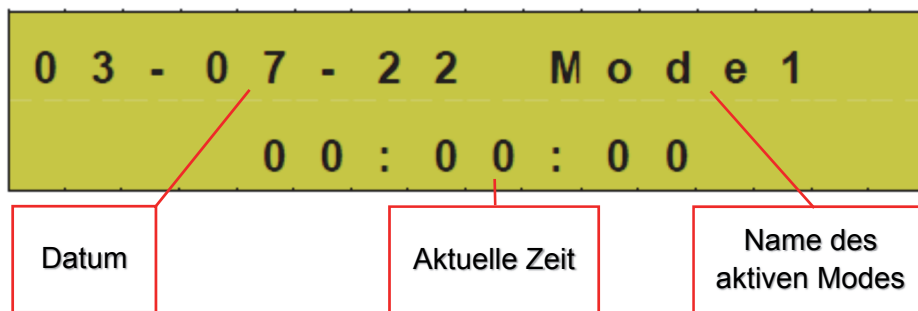 03-07-22 Mode1
00:00:00
Datum
Aktuelle Zeit
Name des
aktiven Modes